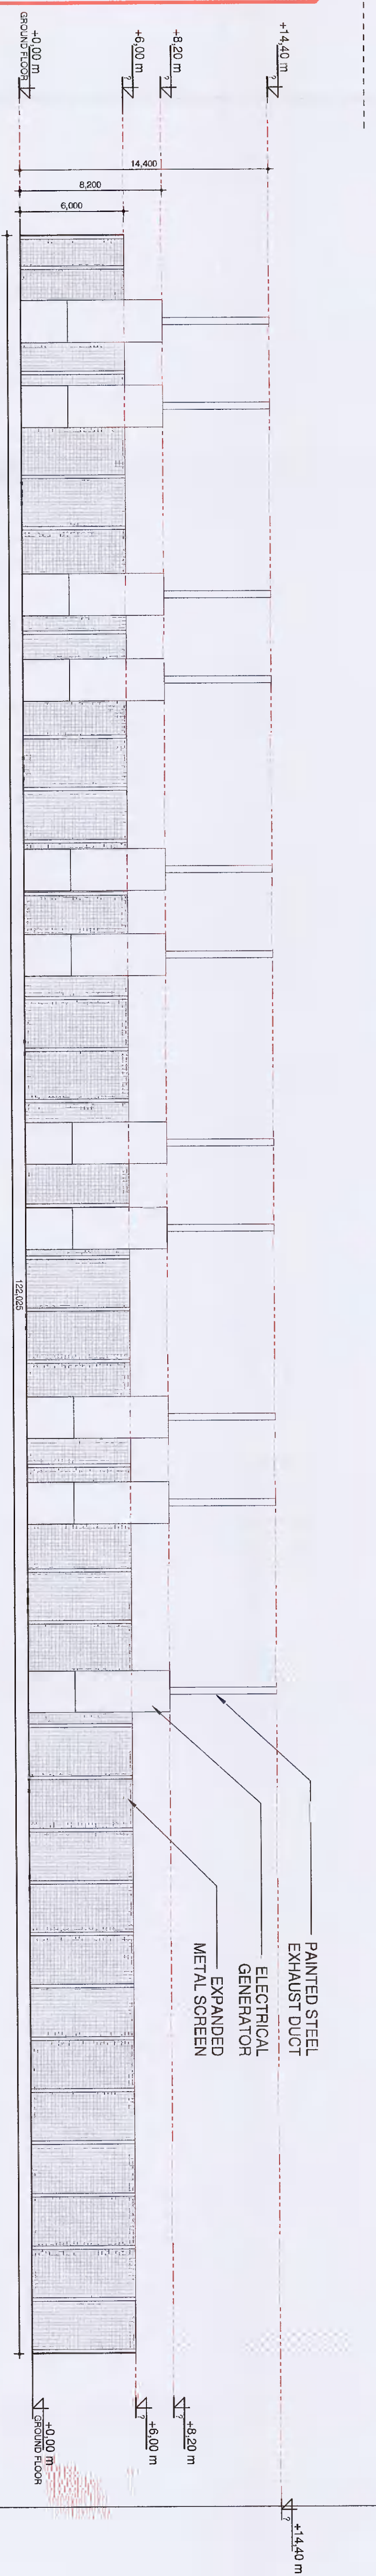 +14,40 m
?
+8,20 m
?
+6,00 m
?
+0,00 m
GROUND FLOOR
14,400
8,200
6,000
122,025
PAINTED STEEL
EXHAUST DUCT
ELECTRICAL
GENERATOR
EXPANDED
METAL SCREEN
+14,40 m
?
+8,20 m
?
+6,00 m
?
+0,00 m
GROUND FLOOR